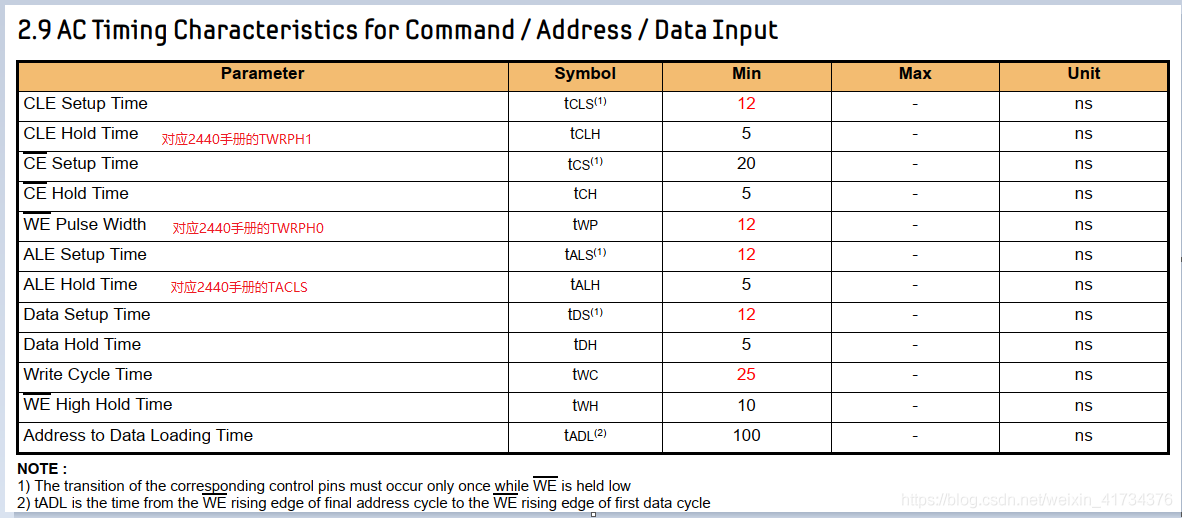 2.9 AC Timing Characteristics for Command / Address / Data Input
Parameter Symbol Min Max Unit
CLE Setup Time tCLS(1) 12 - ns
CLE Hold Time 对应2440手册的TWRPH1 tCLH 5 - ns
CE Setup Time tCS(1) 20 - ns
CE Hold Time tCH 5 - ns
WE Pulse Width 对应2440手册的TWRPH0 tWP 12 - ns
ALE Setup Time tALS(1) 12 - ns
ALE Hold Time 对应2440手册的TACLS tALH 5 - ns
Data Setup Time tDS(1) 12 - ns
Data Hold Time tDH 5 - ns
Write Cycle Time tWC 25 - ns
WE High Hold Time tWH 10 - ns
Address to Data Loading Time tADL(2) 100 - ns
NOTE :
1) The transition of the corresponding control pins must occur only once while WE is held low
2) tADL is the time from the WE rising edge of final address cycle to the WE rising edge of first data cycle
https://blog.csdn.net/weixin_41734376